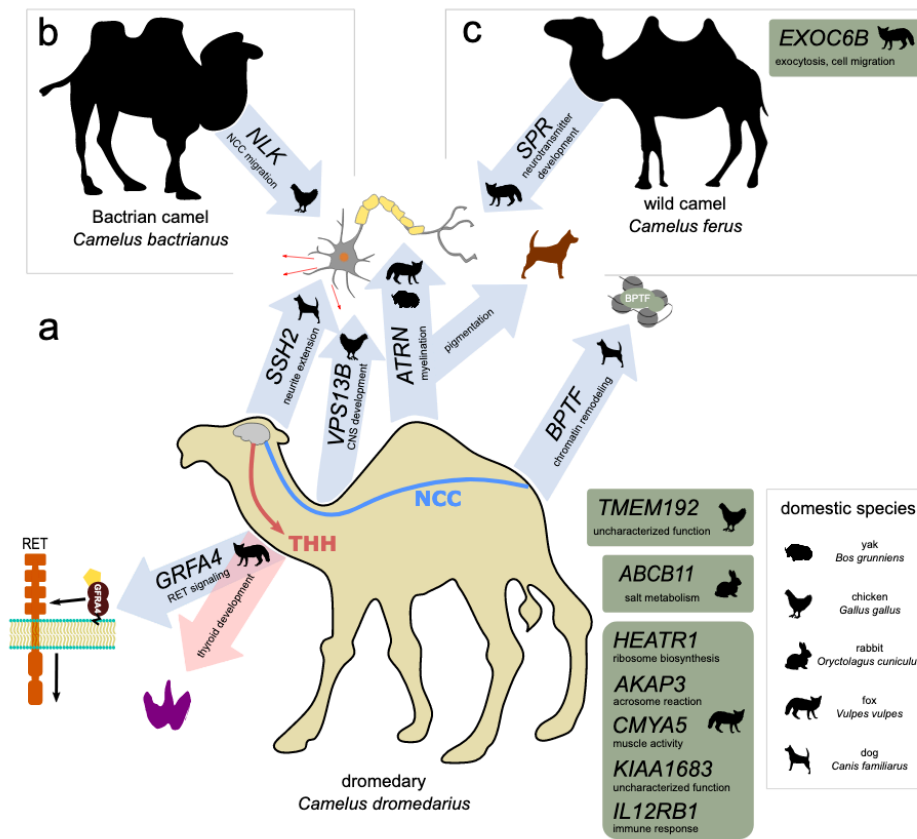 b
Bactrian camel
Camelus bactrianus
NLK
NCC migration
c
EXOC6B
exocytosis, cell migration
SPR
neurotransmitter
development
wild camel
Camelus ferus
a
SSH2
neurite extension
VPS13B
CNS development
ATRN
myelination
pigmentation
BPTF
BPTF
chromatin remodeling
NCC
THH
GRFA4
RET signaling
thyroid development
RET
GFRA4
dromedary
Camelus dromedarius
TMEM192
uncharacterized function
ABCB11
salt metabolism
HEATR1
ribosome biosynthesis
AKAP3
acrosome reaction
CMYA5
muscle activity
KIAA1683
uncharacterized function
IL12RB1
immune response
domestic species
yak
Bos grunniens
chicken
Gallus gallus
rabbit
Oryctolagus cuniculu
fox
Vulpes vulpes
dog
Canis familiarus